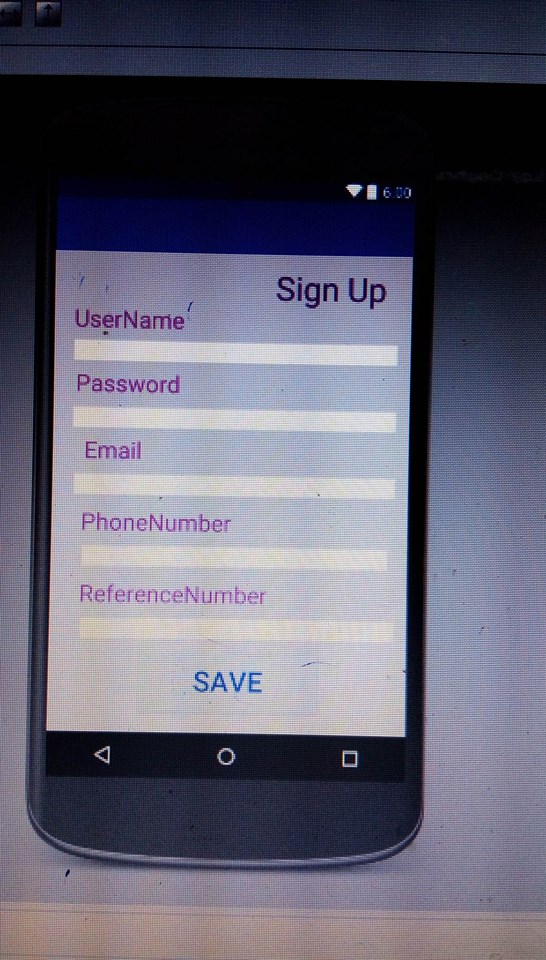 6:00
Sign Up
UserName
Password
Email
PhoneNumber
ReferenceNumber
SAVE